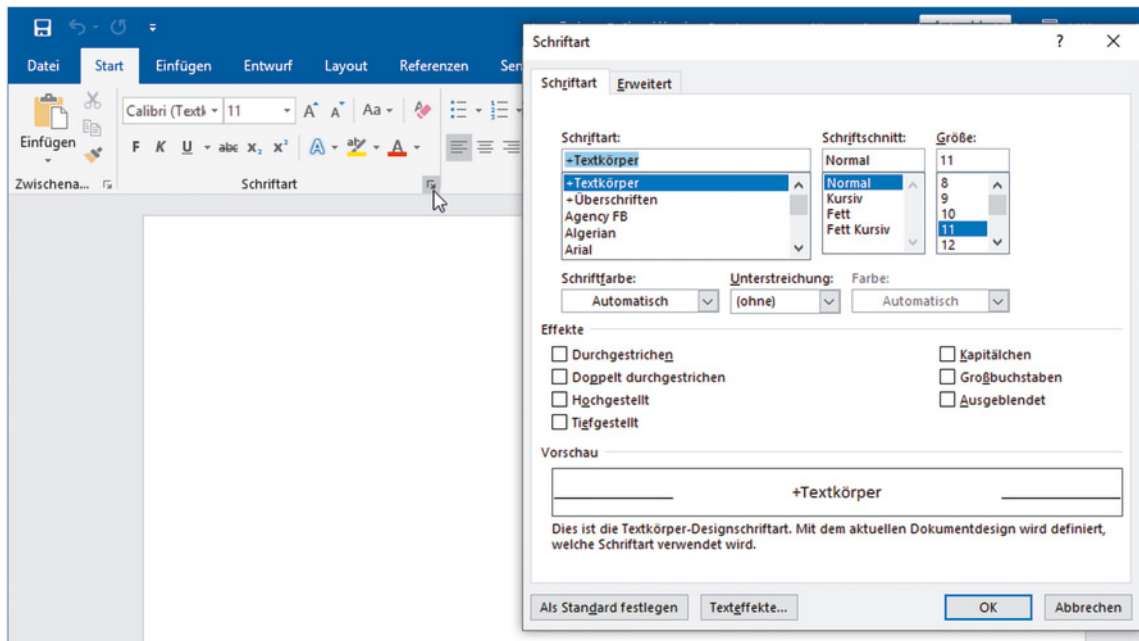 Datei Start Einfügen Entwurf Layout Referenzen Sen
Calibri (Textk 11 A A Aa
Einfügen
F K U abc x₂ x² A aby A
Zwischena... Schriftart
Schriftart ?
Schriftart Erweitert
Schriftart: Schriftschnitt: Größe:
+Textkörper Normal 11
+Textkörper Normal 8
+Überschriften Kursiv 9
Agency FB Fett 10
Algerian Fett Kursiv 11
Arial 12
Schriftfarbe: Unterstreichung: Farbe:
Automatisch (ohne) Automatisch
Effekte
Durchgestrichen Kapitälchen
Doppelt durchgestrichen Großbuchstaben
Hochgestellt Ausgeblendet
Tiefgestellt
Vorschau
+Textkörper
Dies ist die Textkörper-Designschriftart. Mit dem aktuellen Dokumentdesign wird definiert,
welche Schriftart verwendet wird.
Als Standard festlegen Texteffekte... OK Abbrechen